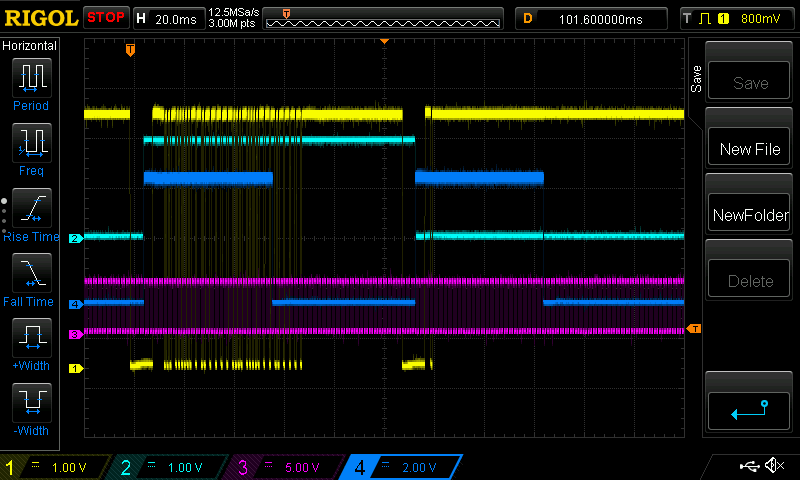 RIGOL STOP H 20.0ms 12.5MSa/s D 101.600000ms T 1 800mV
3.00M pts
T
Horizontal
T
Save
Period
Save
Freq
New File
Rise Time
NewFolder
Fall Time
Delete
+Width
-Width
2
4
3
T
1
1 1.00 V 2 1.00 V 3 5.00 V 4 2.00 V